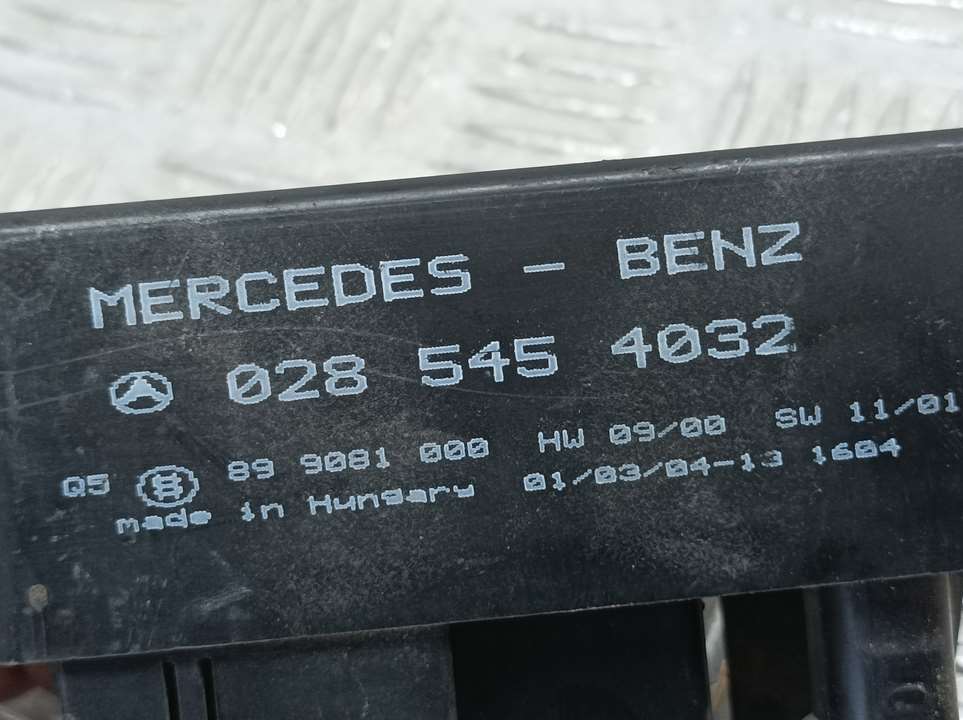 MERCEDES - BENZ
028 545 4032
Q5 B 89 9081 000 HW 09/00 SW 11/01
made in Hungary 01/03/04-13 1604